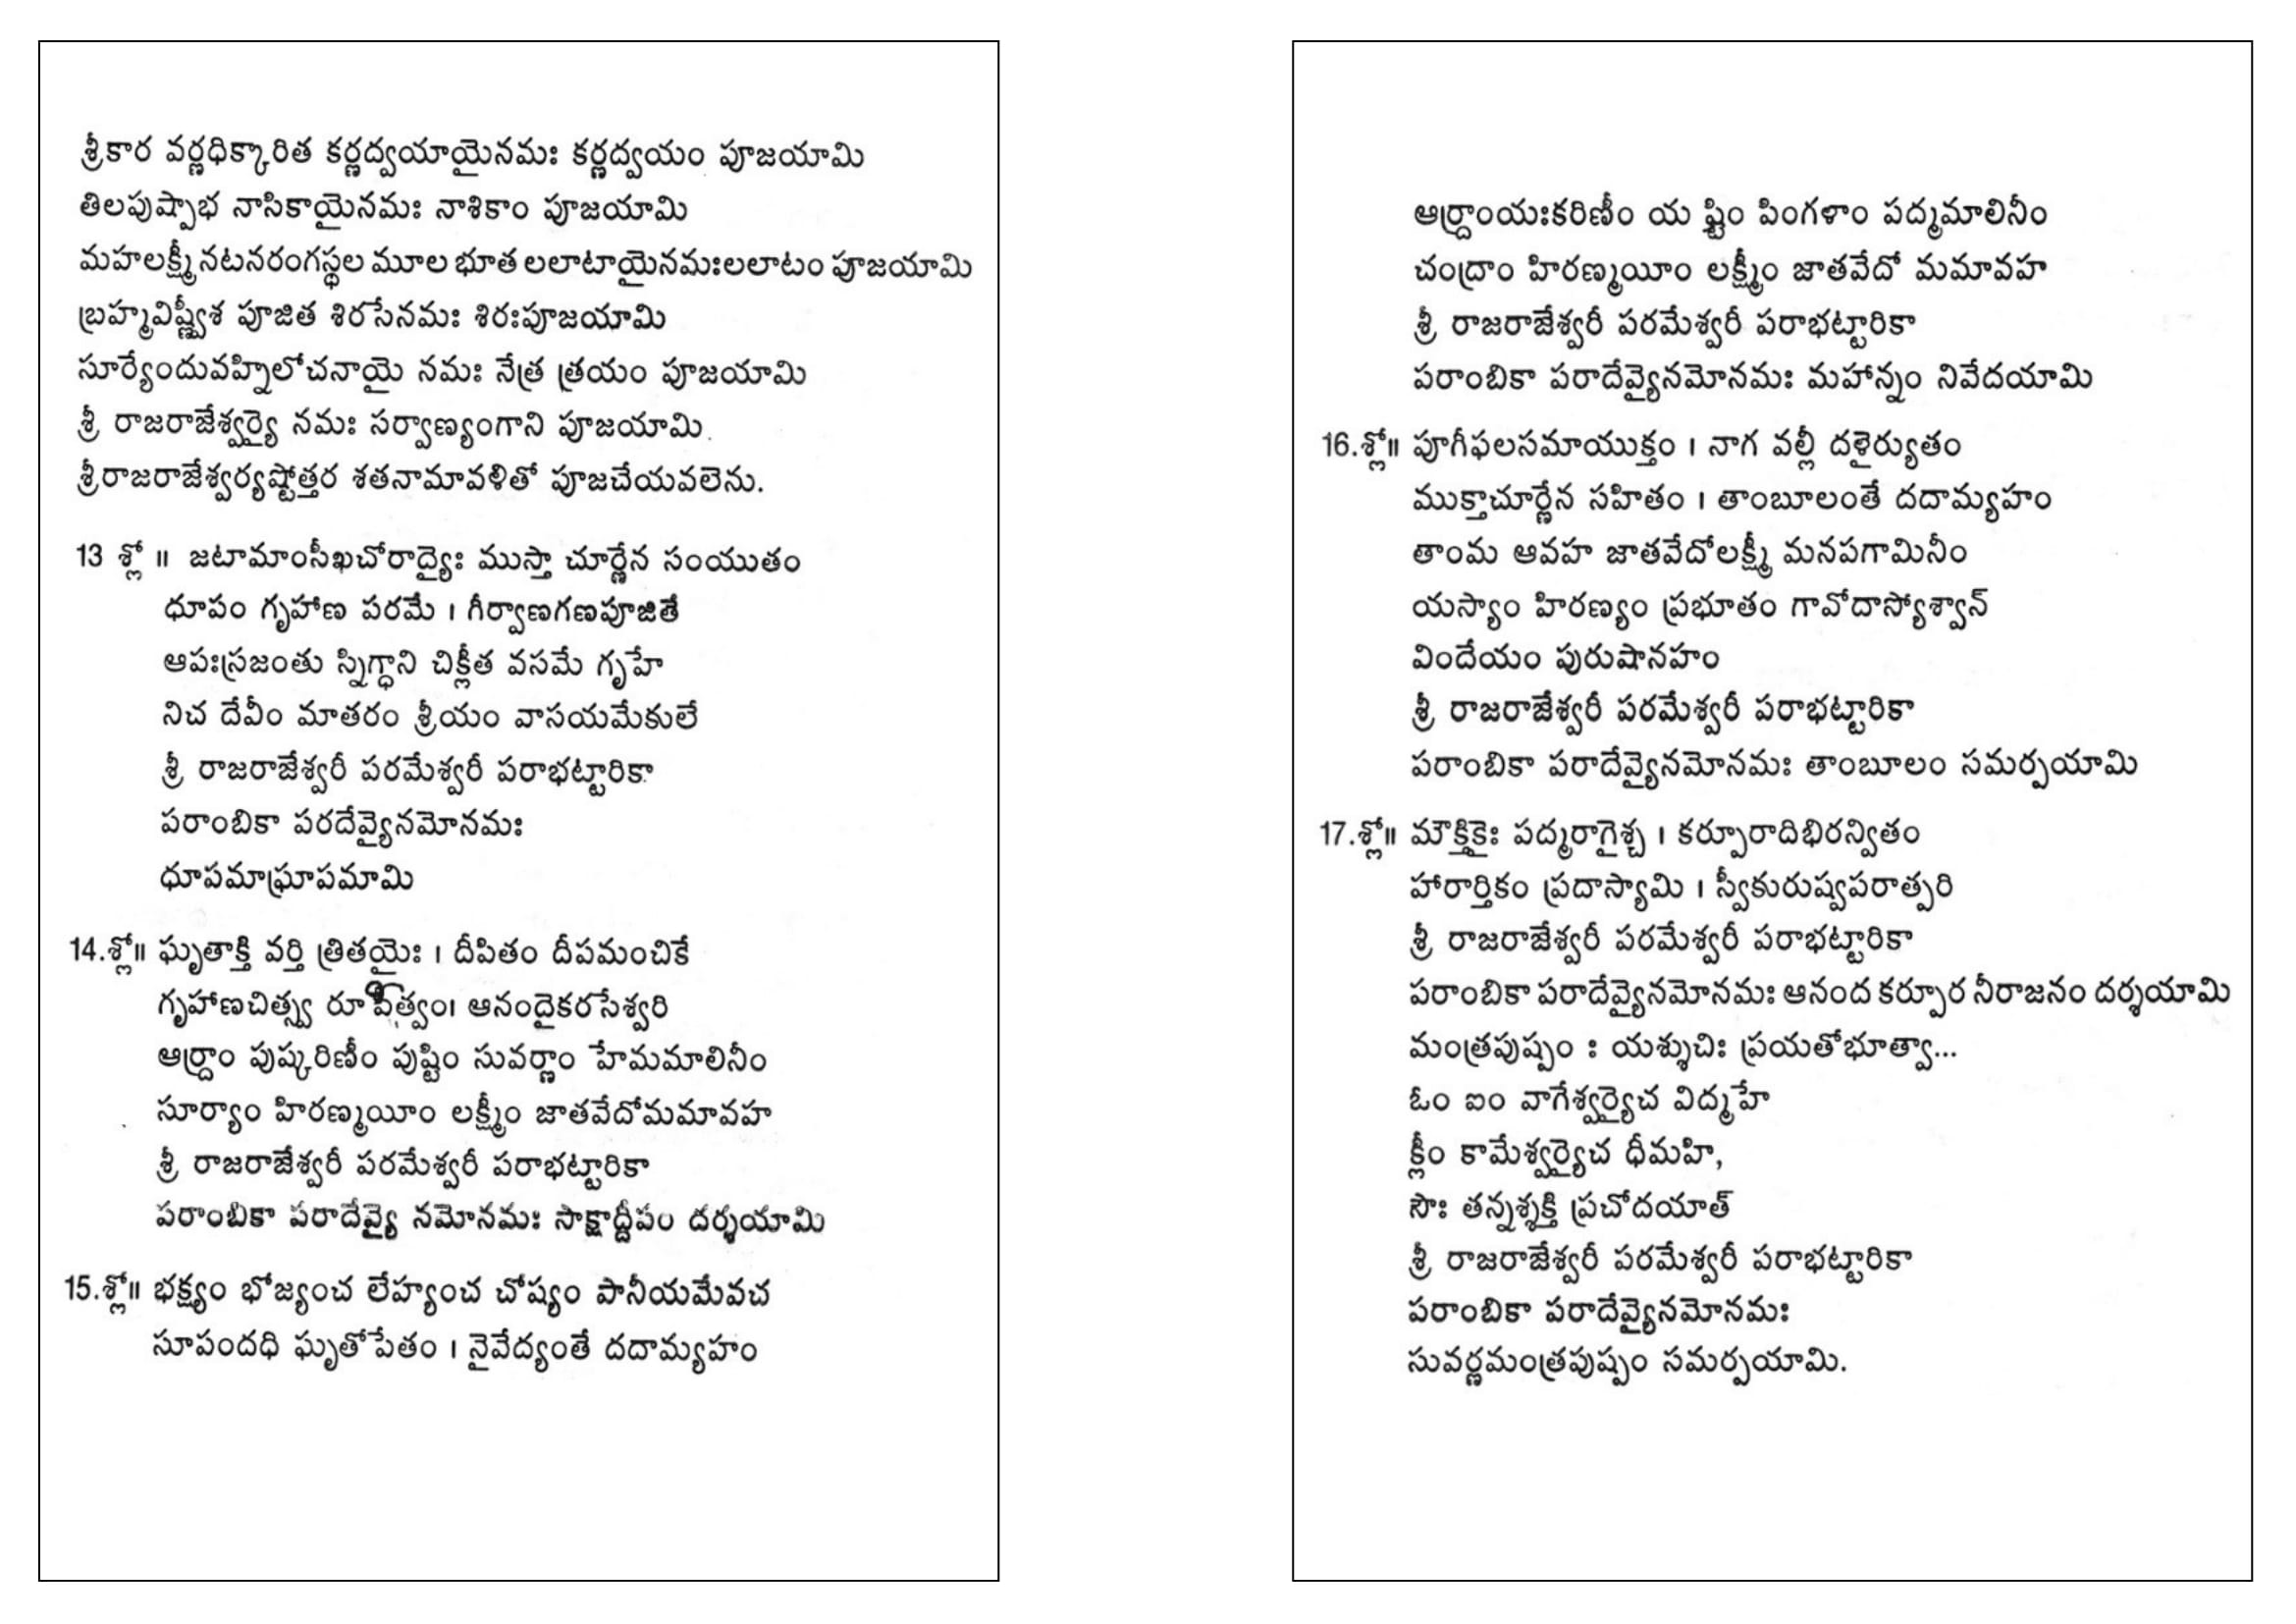 శ్రీకార వర్ణధిక్కారిత కర్ణద్వయాయైనమః కర్ణద్వయం పూజయామి
తిలపుష్పాభ నాసికాయైనమః నాశికాం పూజయామి
మహలక్ష్మీనటనరంగస్థల మూల భూత లలాటాయైనమఃలలాటం పూజయామి
బ్రహ్మవిష్ణ్వీశ పూజిత శిరసేనమః శిరఃపూజయామి
సూర్యేందువహ్నిలోచనాయై నమః నేత్ర త్రయం పూజయామి
శ్రీ రాజరాజేశ్వర్యై నమః సర్వాణ్యంగాని పూజయామి.
శ్రీరాజరాజేశ్వర్యష్టోత్తర శతనామావళితో పూజచేయవలెను.
13 శ్లో ॥ జటామాంసీఖచోరాద్యైః ముస్తా చూర్ణేన సంయుతం
ధూపం గృహాణ పరమే । గీర్వాణగణపూజితే
ఆపఃస్రజంతు స్నిగ్ధాని చిక్లీత వసమే గృహే
నిచ దేవీం మాతరం శ్రీయం వాసయమేకులే
శ్రీ రాజరాజేశ్వరీ పరమేశ్వరీ పరాభట్టారికా
పరాంబికా పరదేవ్యైనమోనమః
ధూపమాఘ్రాపమామి
14.శ్లో॥ ఘృతాక్తి వర్తి త్రితయైః । దీపితం దీపమంచికే
గృహాణచిత్స్వ రూపీత్వం। ఆనందైకరసేశ్వరి
ఆర్ద్రాం పుష్కరిణీం పుష్టిం సువర్ణాం హేమమాలినీం
సూర్యాం హిరణ్మయీం లక్ష్మీం జాతవేదోమమావహ
శ్రీ రాజరాజేశ్వరీ పరమేశ్వరీ పరాభట్టారికా
పరాంబికా పరాదేవ్యై నమోనమః సాక్షాద్దీపం దర్శయామి
15.శ్లో॥ భక్ష్యం భోజ్యంచ లేహ్యంచ చోష్యం పానీయమేవచ
సూపందధి ఘృతోపేతం । నైవేద్యంతే దదామ్యహం
ఆర్ద్రాంయఃకరిణీం య ష్టిం పింగళాం పద్మమాలినీం
చంద్రాం హిరణ్మయీం లక్ష్మీం జాతవేదో మమావహ
శ్రీ రాజరాజేశ్వరీ పరమేశ్వరీ పరాభట్టారికా
పరాంబికా పరాదేవ్యైనమోనమః మహాన్నం నివేదయామి
16.శ్లో॥ పూగీఫలసమాయుక్తం । నాగ వల్లీ దళైర్యుతం
ముక్తాచూర్ణేన సహితం । తాంబూలంతే దదామ్యహం
తాంమ ఆవహ జాతవేదోలక్ష్మీ మనపగామినీం
యస్యాం హిరణ్యం ప్రభూతం గావోదాస్యోశ్వాన్
విందేయం పురుషానహం
శ్రీ రాజరాజేశ్వరీ పరమేశ్వరీ పరాభట్టారికా
పరాంబికా పరాదేవ్యైనమోనమః తాంబూలం సమర్పయామి
17.శ్లో॥ మౌక్తికైః పద్మరాగైశ్చ । కర్పూరాదిభిరన్వితం
హారార్తికం ప్రదాస్యామి । స్వీకురుష్వపరాత్పరి
శ్రీ రాజరాజేశ్వరీ పరమేశ్వరీ పరాభట్టారికా
పరాంబికా పరాదేవ్యైనమోనమః ఆనంద కర్పూర నీరాజనం దర్శయామి
మంత్రపుష్పం : యశ్శుచిః ప్రయతోభూత్వా...
ఓం ఐం వాగేశ్వర్యైచ విద్మహే
క్లీం కామేశ్వర్యైచ ధీమహి,
సౌః తన్నశ్శక్తి ప్రచోదయాత్
శ్రీ రాజరాజేశ్వరీ పరమేశ్వరీ పరాభట్టారికా
పరాంబికా పరాదేవ్యైనమోనమః
సువర్ణమంత్రపుష్పం సమర్పయామి.